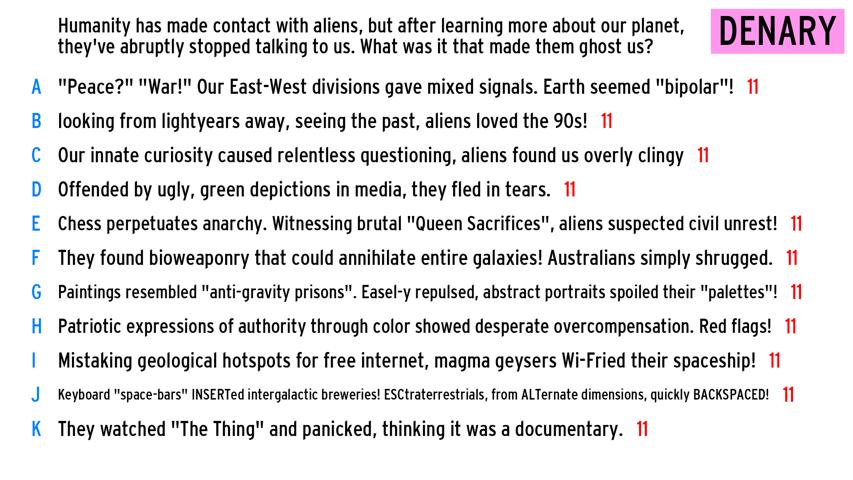 Humanity has made contact with aliens, but after learning more about our planet,
they've abruptly stopped talking to us. What was it that made them ghost us?
DENARY
A "Peace?" "War!" Our East-West divisions gave mixed signals. Earth seemed "bipolar"! 11
B looking from lightyears away, seeing the past, aliens loved the 90s! 11
C Our innate curiosity caused relentless questioning, aliens found us overly clingy 11
D Offended by ugly, green depictions in media, they fled in tears. 11
E Chess perpetuates anarchy. Witnessing brutal "Queen Sacrifices", aliens suspected civil unrest! 11
F They found bioweaponry that could annihilate entire galaxies! Australians simply shrugged. 11
G Paintings resembled "anti-gravity prisons". Easel-y repulsed, abstract portraits spoiled their "palettes"! 11
H Patriotic expressions of authority through color showed desperate overcompensation. Red flags! 11
I Mistaking geological hotspots for free internet, magma geysers Wi-Fried their spaceship! 11
J Keyboard "space-bars" INSERTed intergalactic breweries! ESCtraterrestrials, from ALTernate dimensions, quickly BACKSPACED! 11
K They watched "The Thing" and panicked, thinking it was a documentary. 11